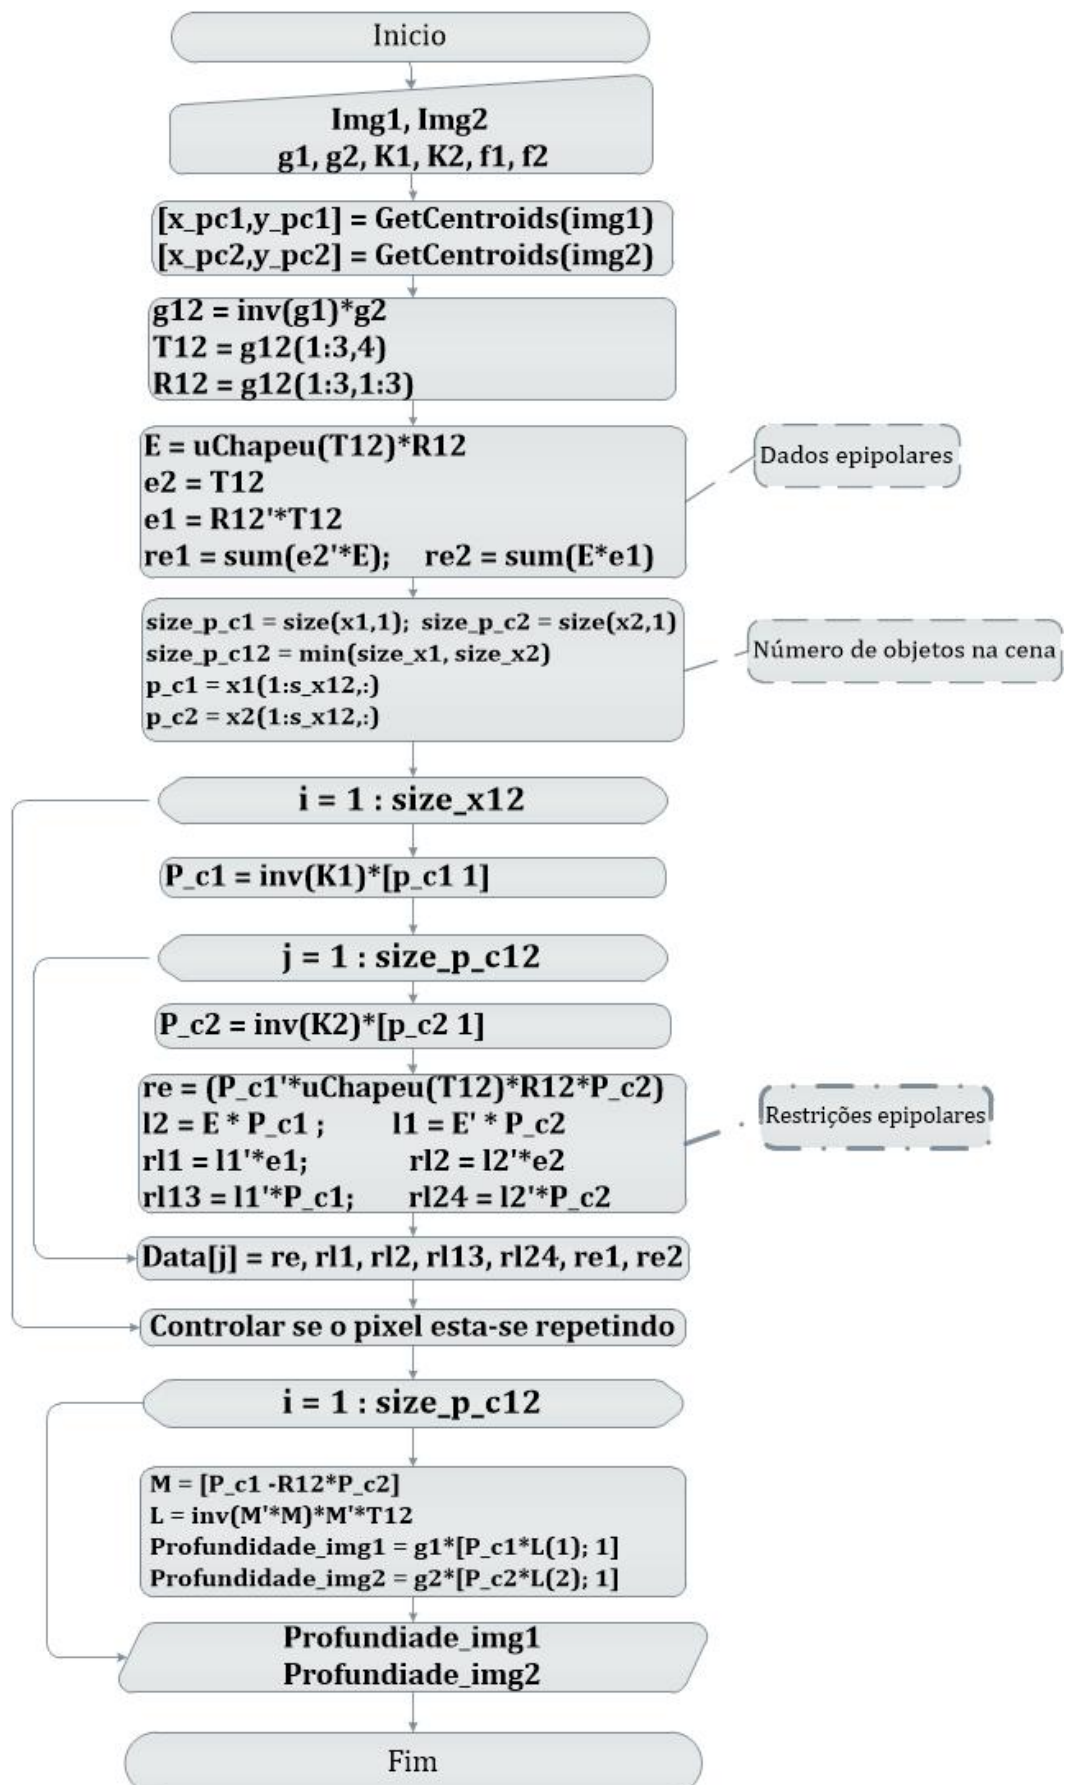 Inicio
Img1, Img2
g1, g2, K1, K2, f1, f2
[x_pc1,y_pc1] = GetCentroids(img1)
[x_pc2,y_pc2] = GetCentroids(img2)
g12 = inv(g1)*g2
T12 = g12(1:3,4)
R12 = g12(1:3,1:3)
E = uChapeu(T12)*R12
e2 = T12
e1 = R12'*T12
re1 = sum(e2'*E); re2 = sum(E*e1)
Dados epipolares
size_p_c1 = size(x1,1); size_p_c2 = size(x2,1)
size_p_c12 = min(size_x1, size_x2)
p_c1 = x1(1:s_x12,:)
p_c2 = x2(1:s_x12,:)
Número de objetos na cena
i = 1 : size_x12
P_c1 = inv(K1)*[p_c1 1]
j = 1 : size_p_c12
P_c2 = inv(K2)*[p_c2 1]
re = (P_c1'*uChapeu(T12)*R12*P_c2)
l2 = E * P_c1 ; l1 = E' * P_c2
rl1 = l1'*e1; rl2 = l2'*e2
rl13 = l1'*P_c1; rl24 = l2'*P_c2
Restrições epipolares
Data[j] = re, rl1, rl2, rl13, rl24, re1, re2
Controlar se o pixel esta-se repetindo
i = 1 : size_p_c12
M = [P_c1 -R12*P_c2]
L = inv(M'*M)*M'*T12
Profundidade_img1 = g1*[P_c1*L(1); 1]
Profundidade_img2 = g2*[P_c2*L(2); 1]
Profundiade_img1
Profundiade_img2
Fim